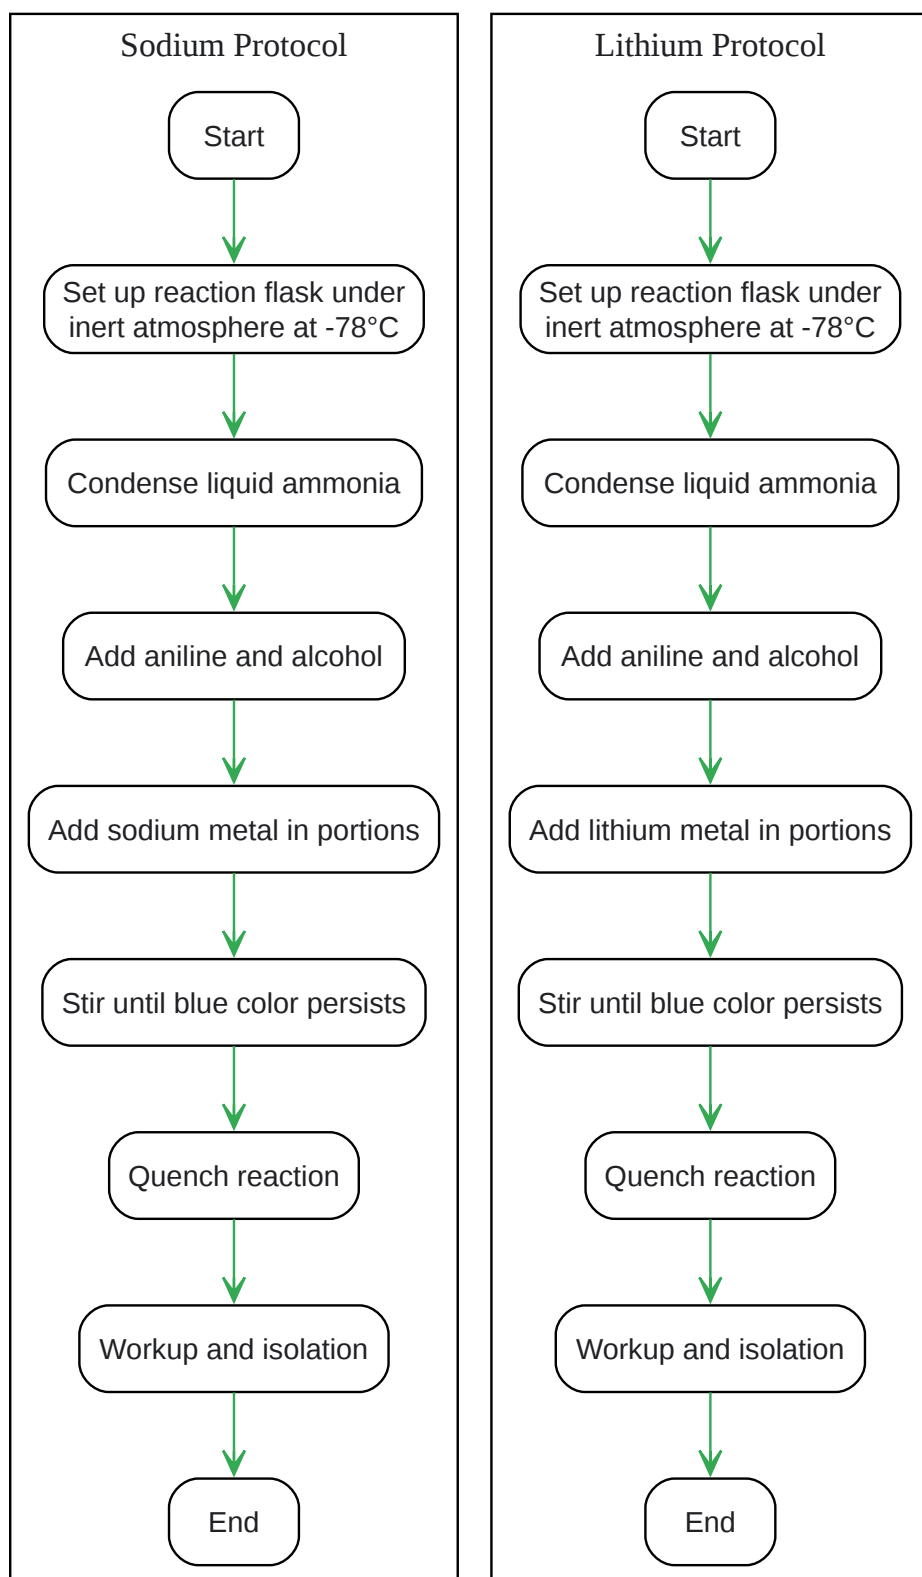 Sodium Protocol
Start
Set up reaction flask under
inert atmosphere at -78°C
Condense liquid ammonia
Add aniline and alcohol
Add sodium metal in portions
Stir until blue color persists
Quench reaction
Workup and isolation
End
Lithium Protocol
Start
Set up reaction flask under
inert atmosphere at -78°C
Condense liquid ammonia
Add aniline and alcohol
Add lithium metal in portions
Stir until blue color persists
Quench reaction
Workup and isolation
End